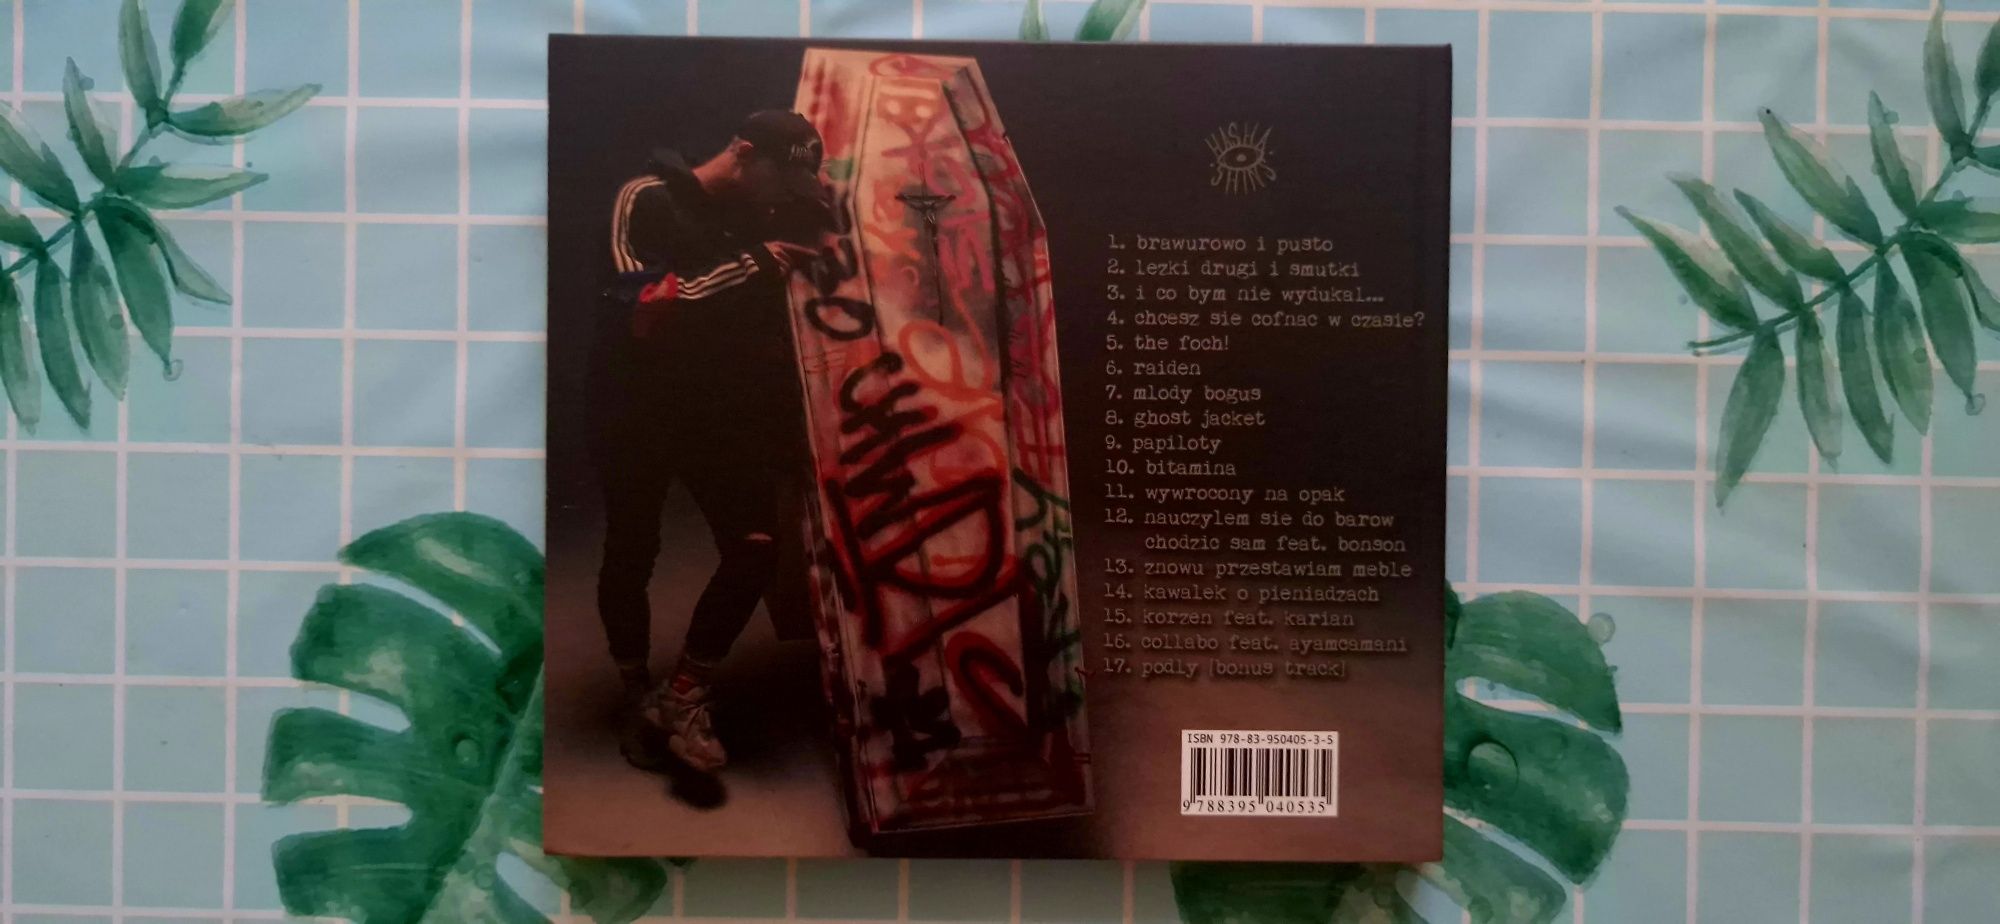 HASHA
SHINS
1. brawurowo i pusto
2. lezki drugi i smutki
3. i co bym nie wydukal...
4. chcesz sie cofnac w czasie?
5. the foch!
6. raiden
7. mlody bogus
8. ghost jacket
9. papiloty
10. bitamina
11. wywrocony na opak
12. nauczylem sie do barow
chodzic sam feat. bonson
13. znowu przestawiam meble
14. kawalek o pieniadzach
15. korzen feat. karian
16. collabo feat. ayamcamani
17. podly [bonus track]
ISBN 978-83-950405-3-5
9 788395 040535